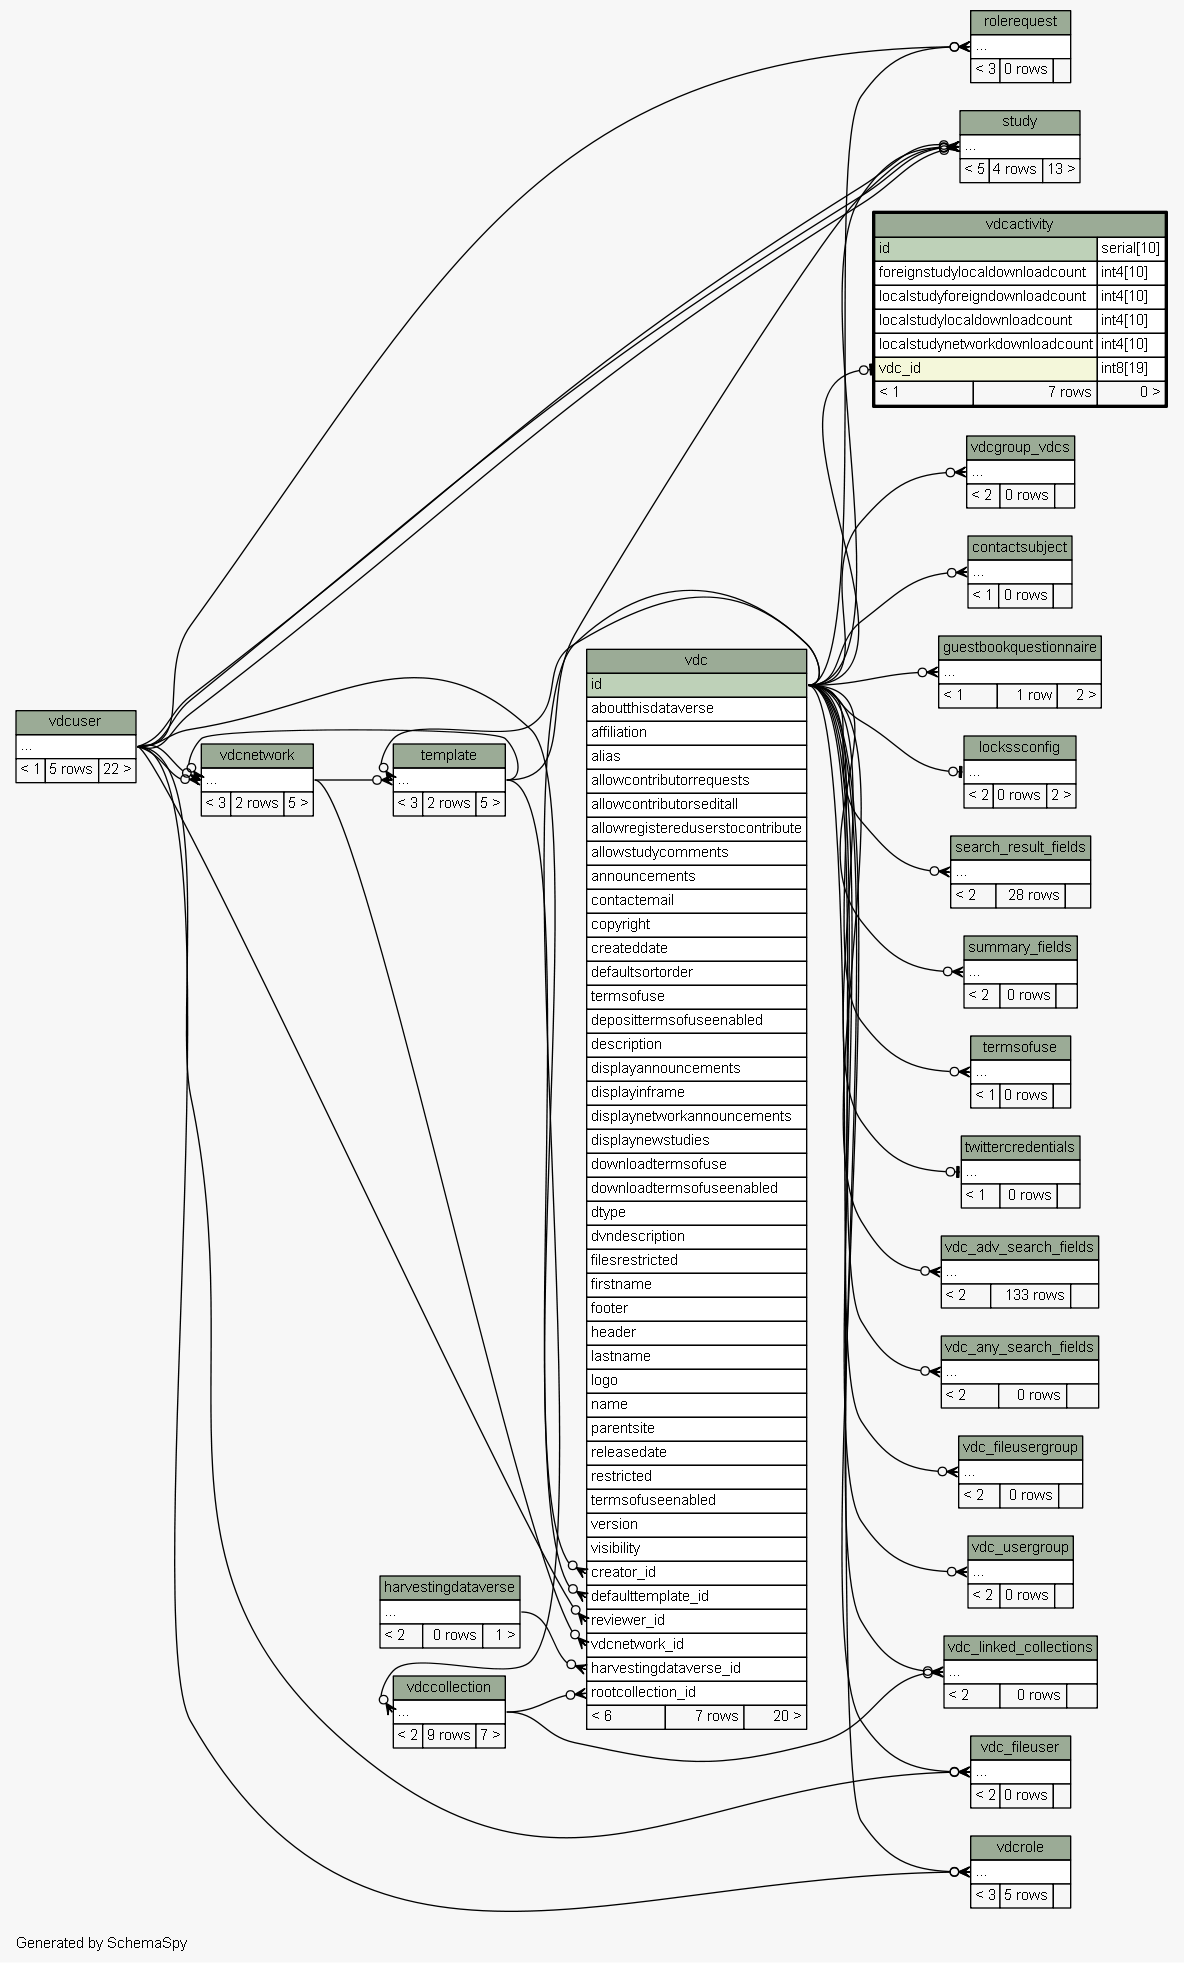 rolerequest
...
< 3 0 rows
study
...
< 5 4 rows 13 >
vdcactivity
id serial[10]
foreignstudylocaldownloadcount int4[10]
localstudyforeigndownloadcount int4[10]
localstudylocaldownloadcount int4[10]
localstudynetworkdownloadcount int4[10]
vdc_id int8[19]
< 1 7 rows 0 >
vdcgroup_vdcs
...
< 2 0 rows
contactsubject
...
< 1 0 rows
guestbookquestionnaire
...
< 1 1 row 2 >
lockssconfig
...
< 2 0 rows 2 >
search_result_fields
...
< 2 28 rows
summary_fields
...
< 2 0 rows
termsofuse
...
< 1 0 rows
twittercredentials
...
< 1 0 rows
vdc_adv_search_fields
...
< 2 133 rows
vdc_any_search_fields
...
< 2 0 rows
vdc_fileusergroup
...
< 2 0 rows
vdc_usergroup
...
< 2 0 rows
vdc_linked_collections
...
< 2 0 rows
vdc_fileuser
...
< 2 0 rows
vdcrole
...
< 3 5 rows
vdc
id
aboutthisdataverse
affiliation
alias
allowcontributorrequests
allowcontributorseditall
allowregistereduserstocontribute
allowstudycomments
announcements
contactemail
copyright
createddate
defaultsortorder
termsofuse
deposittermsofuseenabled
description
displayannouncements
displayinframe
displaynetworkannouncements
displaynewstudies
downloadtermsofuse
downloadtermsofuseenabled
dtype
dvndescription
filesrestricted
firstname
footer
header
lastname
logo
name
parentsite
releasedate
restricted
termsofuseenabled
version
visibility
creator_id
defaulttemplate_id
reviewer_id
vdcnetwork_id
harvestingdataverse_id
rootcollection_id
< 6 7 rows 20 >
vdcuser
...
< 1 5 rows 22 >
vdcnetwork
...
< 3 2 rows 5 >
template
...
< 3 2 rows 5 >
harvestingdataverse
...
< 2 0 rows 1 >
vdccollection
...
< 2 9 rows 7 >
Generated by SchemaSpy